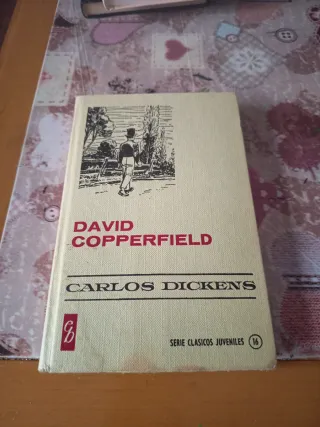 DAVID
COPPERFIELD
CARLOS DICKENS
SERIE CLASICOS JUVENILES 16